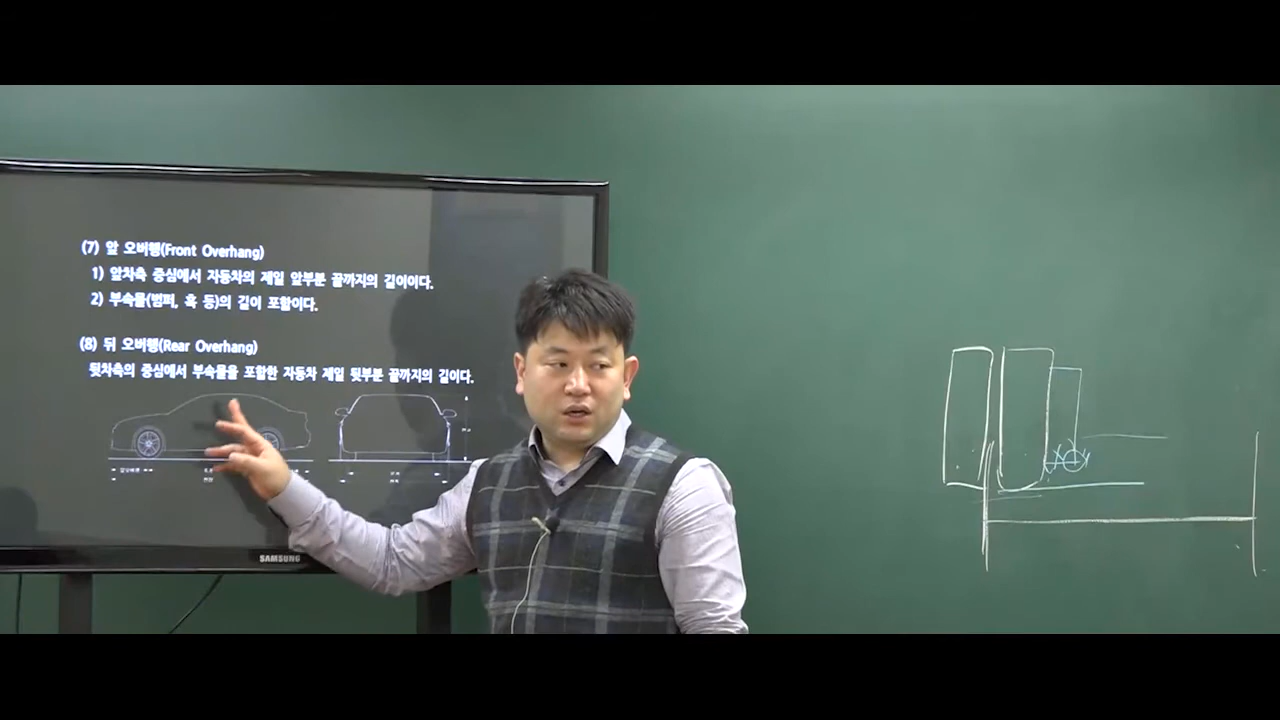 (7) 앞 오버행(Front Overhang)
1) 앞차축 중심에서 자동차의 제일 앞부분 끝까지의 길이이다.
2) 부속물(범퍼, 훅 등)의 길이 포함이다.
(8) 뒤 오버행(Rear Overhang)
뒷차축의 중심에서 부속물을 포함한 자동차 제일 뒷부분 끝까지의 길이다.
SAMSUNG